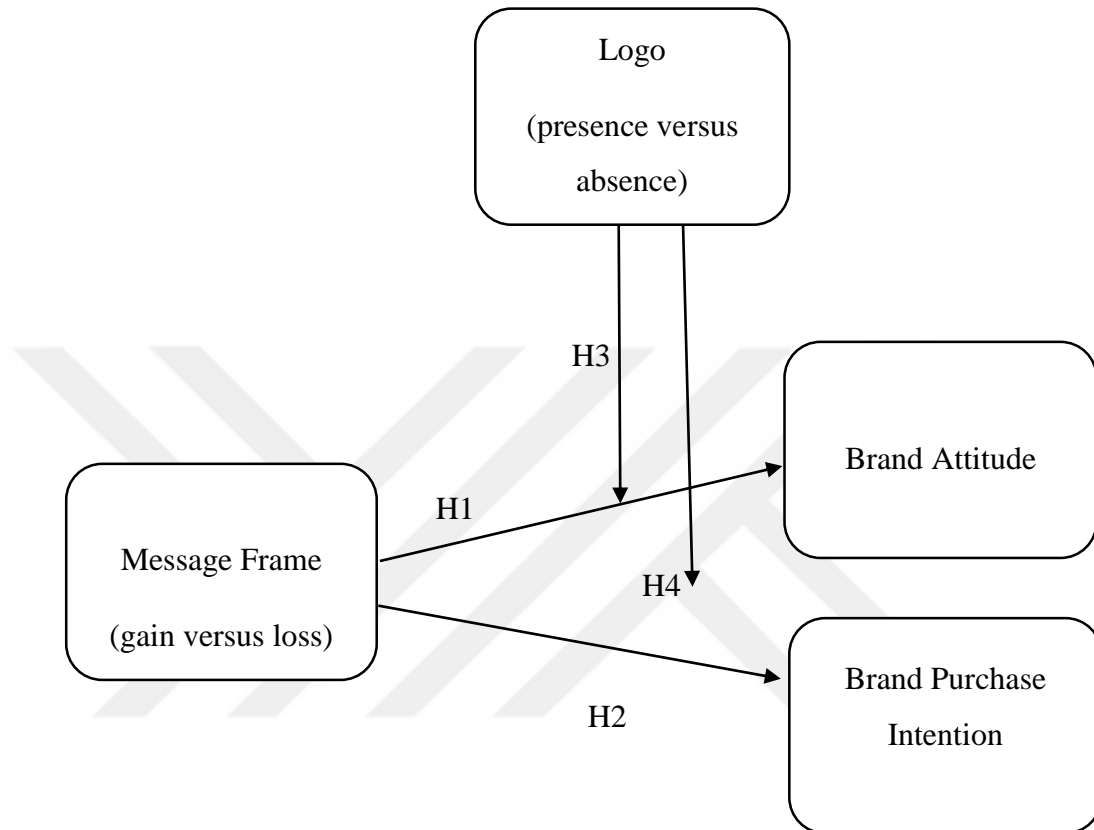 Logo
(presence versus
absence)
H3
Brand Attitude
H1
Message Frame
(gain versus loss)
H4
Brand Purchase
Intention
H2